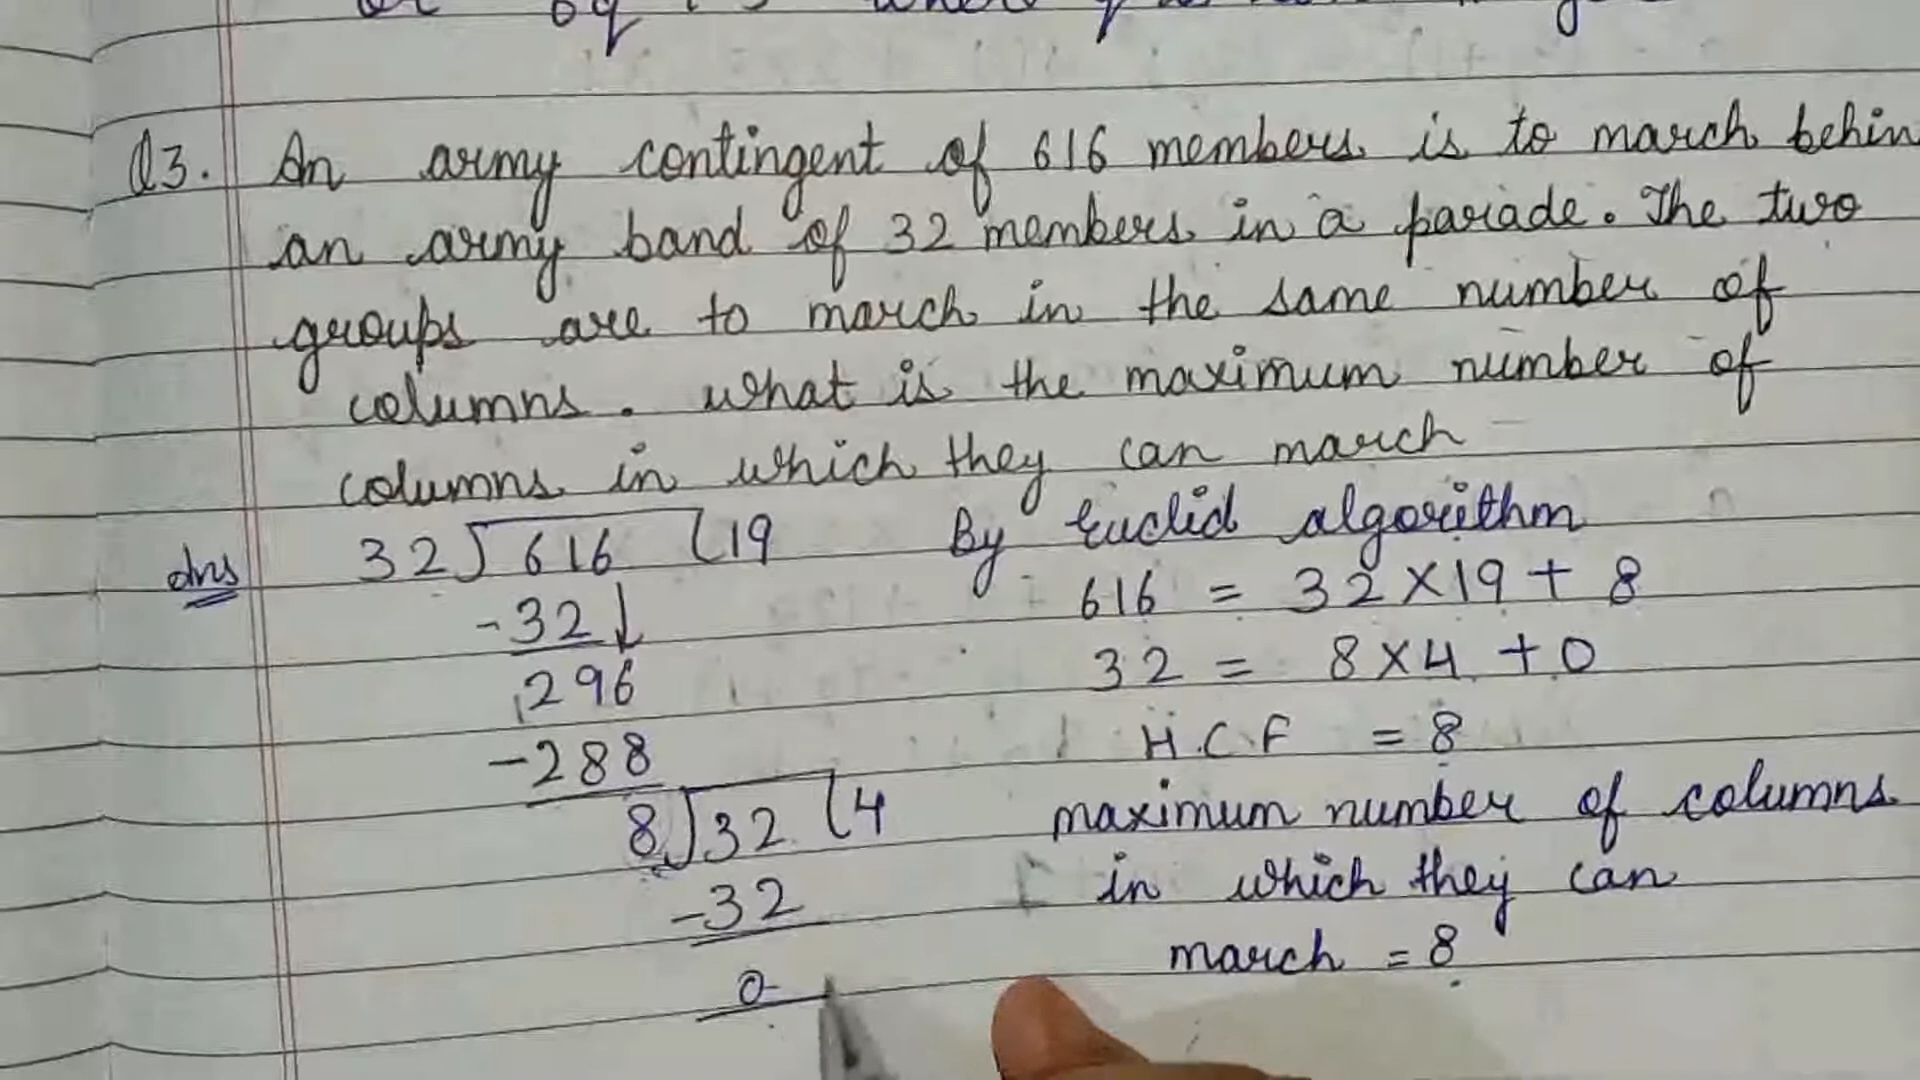 Q3. An army contingent of 616 members is to march behin
an army band of 32 members in a parade. The two
groups are to march in the same number of
columns. what is the maximum number of
columns in which they can march
Ans 32 ) 616 ( 19
-32↓
296
-288
8 ) 32 ( 4
-32
0
By Euclid algorithm
616 = 32 × 19 + 8
32 = 8 × 4 + 0
H.C.F = 8
maximum number of columns
in which they can
march = 8